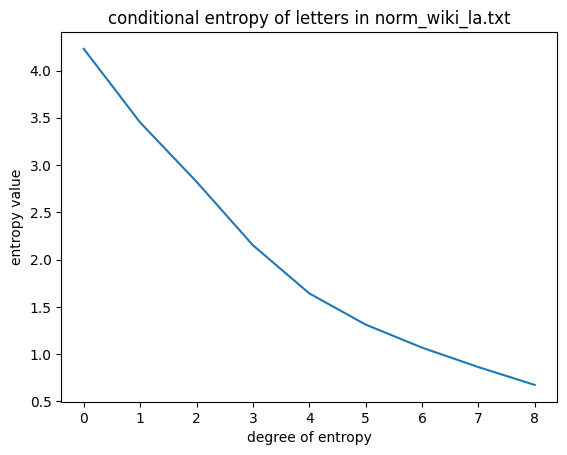 conditional entropy of letters in norm_wiki_la.txt
entropy value
4.0
3.5
3.0
2.5
2.0
1.5
1.0
0.5
0 1 2 3 4 5 6 7 8
degree of entropy